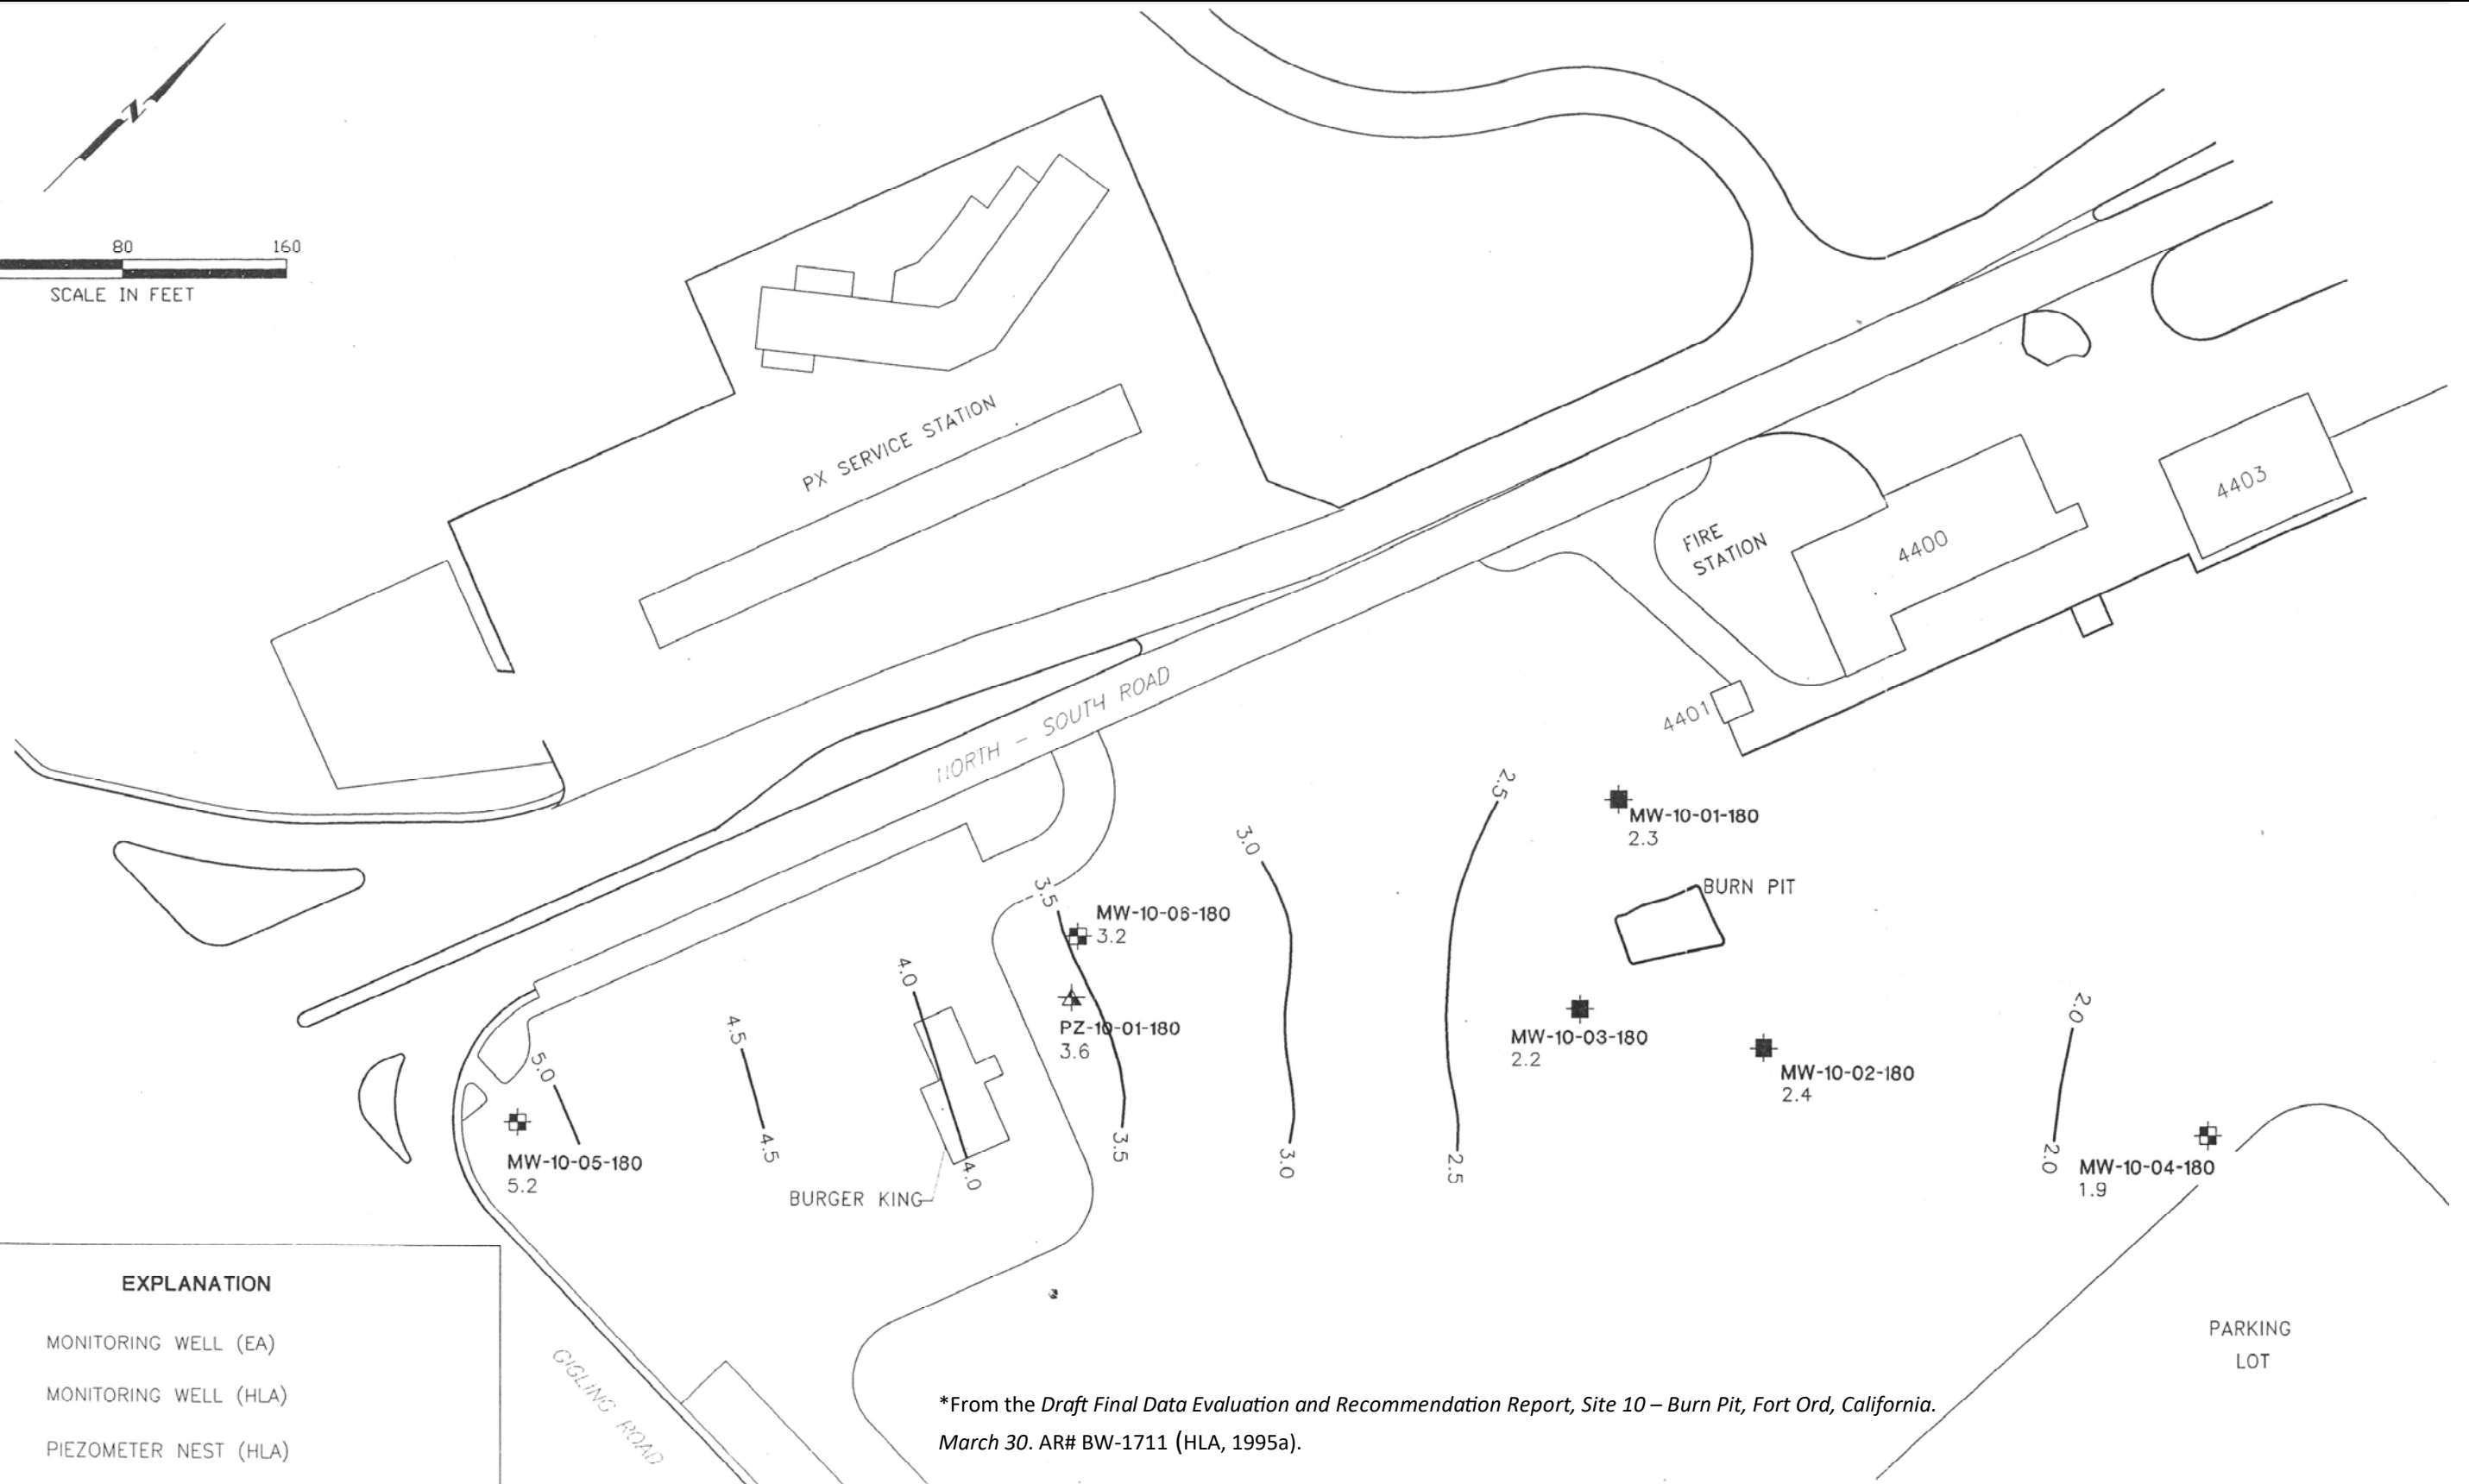 N
80 160
SCALE IN FEET
PX SERVICE STATION
NORTH - SOUTH ROAD
FIRE
STATION
4400
4403
4401
MW-10-01-180
2.3
BURN PIT
2.5
3.0
3.5
MW-10-06-180
3.2
4.0
PZ-10-01-180
3.6
4.5
5.0
MW-10-03-180
2.2
MW-10-02-180
2.4
2.0
MW-10-05-180
5.2
4.5
4.0
3.5
3.0
2.5
2.0
MW-10-04-180
1.9
BURGER KING
GIGLING ROAD
PARKING
LOT
EXPLANATION
MONITORING WELL (EA)
MONITORING WELL (HLA)
PIEZOMETER NEST (HLA)
*From the Draft Final Data Evaluation and Recommendation Report, Site 10 – Burn Pit, Fort Ord, California.
March 30. AR# BW-1711 (HLA, 1995a).